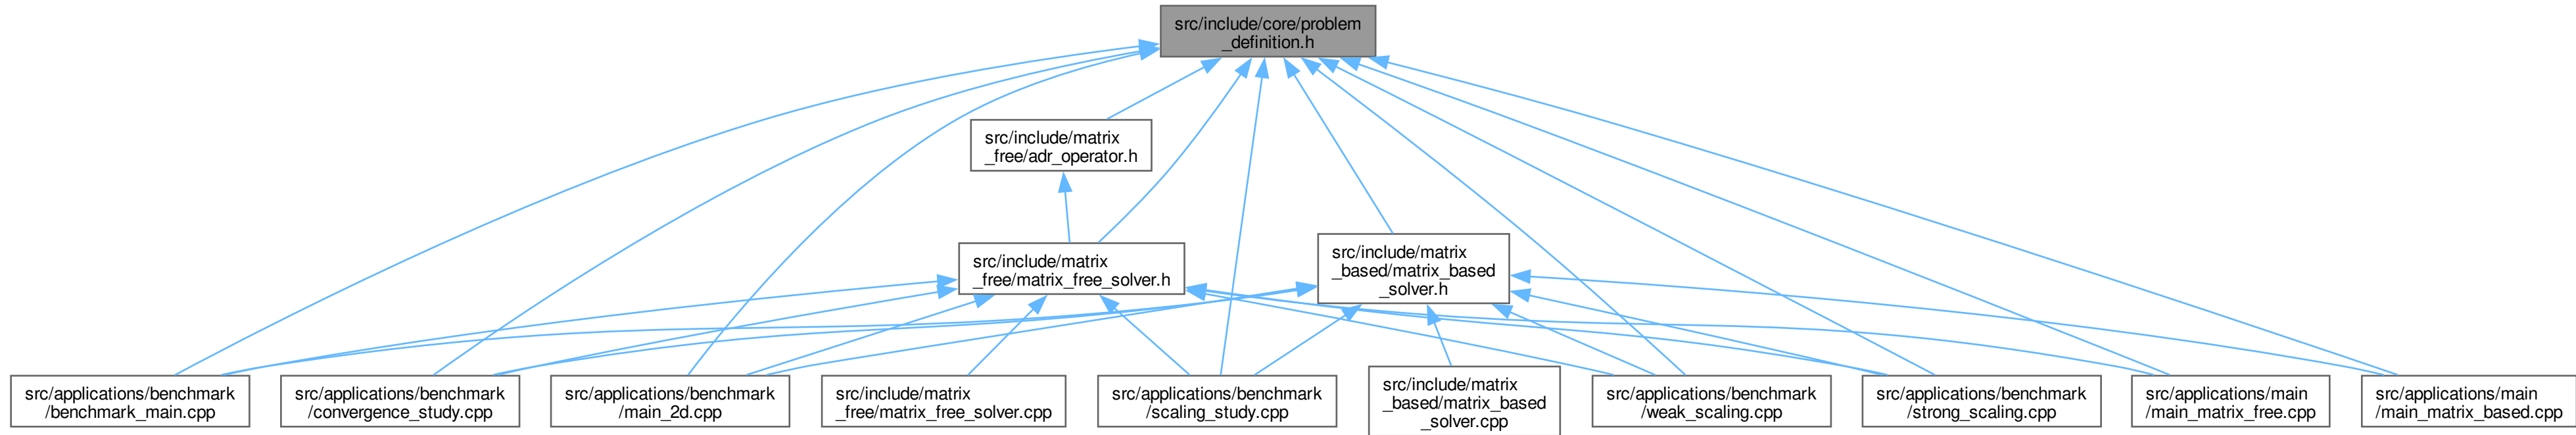 src/include/core/problem
_definition.h
src/include/matrix
_free/adr_operator.h
src/include/matrix
_free/matrix_free_solver.h
src/include/matrix
_based/matrix_based
_solver.h
src/applications/benchmark
/benchmark_main.cpp
src/applications/benchmark
/convergence_study.cpp
src/applications/benchmark
/main_2d.cpp
src/include/matrix
_free/matrix_free_solver.cpp
src/applications/benchmark
/scaling_study.cpp
src/include/matrix
_based/matrix_based
_solver.cpp
src/applications/benchmark
/weak_scaling.cpp
src/applications/benchmark
/strong_scaling.cpp
src/applications/main
/main_matrix_free.cpp
src/applications/main
/main_matrix_based.cpp